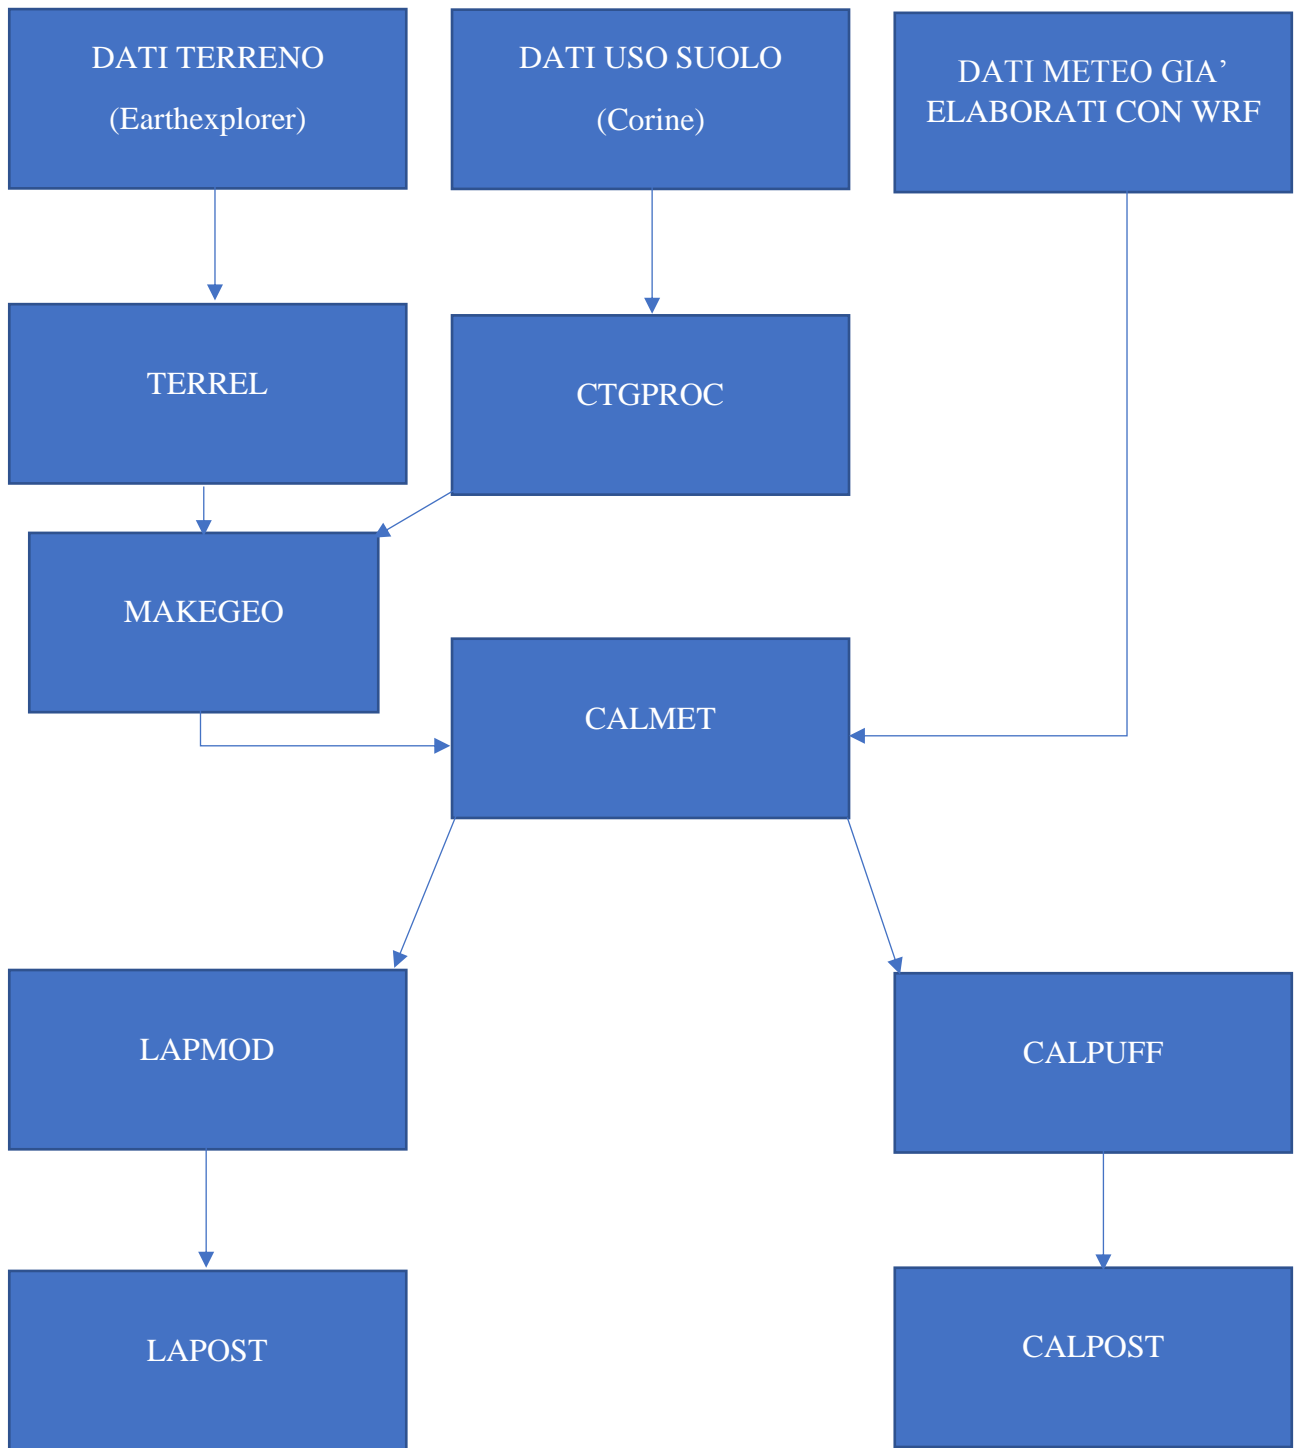 DATI TERRENO
(Earthexplorer)
DATI USO SUOLO
(Corine)
DATI METEO GIA’
ELABORATI CON WRF
TERREL
CTGPROC
MAKEGEO
CALMET
LAPMOD
CALPUFF
LAPOST
CALPOST